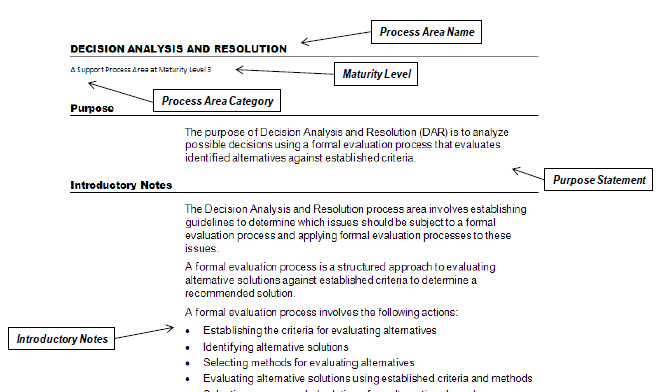 Process Area Name
DECISION ANALYSIS AND RESOLUTION
A Support Process Area at Maturity Level 3
Maturity Level
Process Area Category
Purpose
The purpose of Decision Analysis and Resolution (DAR) is to analyze
possible decisions using a formal evaluation process that evaluates
identified alternatives against established criteria.
Purpose Statement
Introductory Notes
The Decision Analysis and Resolution process area involves establishing
guidelines to determine which issues should be subject to a formal
evaluation process and applying formal evaluation processes to these
issues.
A formal evaluation process is a structured approach to evaluating
alternative solutions against established criteria to determine a
recommended solution.
A formal evaluation process involves the following actions:
Introductory Notes
• Establishing the criteria for evaluating alternatives
• Identifying alternative solutions
• Selecting methods for evaluating alternatives
• Evaluating alternative solutions using established criteria and methods